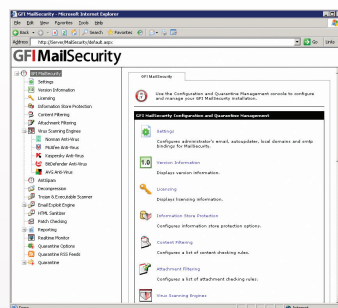 GFI MailSecurity - Microsoft Internet Explorer
File Edit View Favorites Tools Help
Back Search Favorites
Address http://Server/MailSecurity/default.aspx Go Links
GFI MailSecurity
GFI MailSecurity
Settings
Version Information
Licensing
Information Store Protection
Content Filtering
Attachment Filtering
Virus Scanning Engines
Norman Anti-Virus
McAfee Anti-Virus
Kaspersky Anti-Virus
BitDefender Anti-Virus
AVG Anti-Virus
AntiSpam
Decompression
Trojan & Executable Scanner
Email Exploit Engine
HTML Sanitizer
Patch Checking
Reporting
Realtime Monitor
Quarantine Options
Quarantine RSS Feeds
Quarantine
GFI MailSecurity
Use the Configuration and Quarantine Management console to configure
and manage your GFI MailSecurity installation.
GFI MailSecurity Configuration and Quarantine Management
Settings
Configures administrator's email, autoupdater, local domains and smtp
bindings for MailSecurity.
1.0
Version Information
Displays version information.
Licensing
Displays licensing information.
Information Store Protection
Configures information store protection options.
Content Filtering
Configures a list of content checking rules.
Attachment Filtering
Configures a list of attachment checking rules.
Virus Scanning Engines
Done
Internet